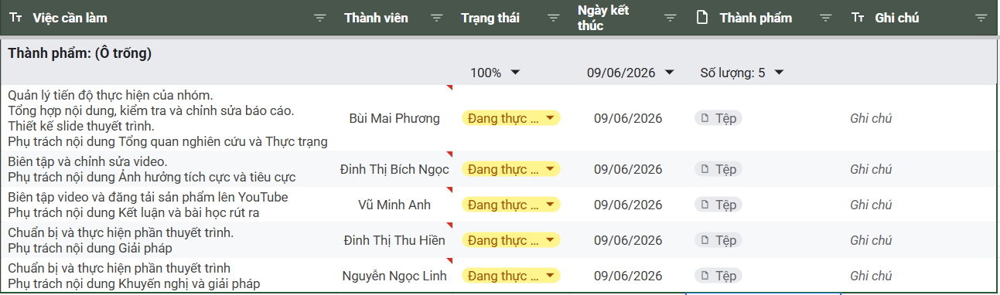 Việc cần làm
Thành viên
Trạng thái
Ngày kết thúc
Thành phẩm
Ghi chú
Thành phẩm: (Ô trống)
100%
09/06/2026
Số lượng: 5
Quản lý tiến độ thực hiện của nhóm.
Tổng hợp nội dung, kiểm tra và chỉnh sửa báo cáo.
Thiết kế slide thuyết trình.
Phụ trách nội dung Tổng quan nghiên cứu và Thực trạng
Bùi Mai Phương
Đang thực ...
09/06/2026
Tệp
Ghi chú
Biên tập và chỉnh sửa video.
Phụ trách nội dung Ảnh hưởng tích cực và tiêu cực
Đinh Thị Bích Ngọc
Đang thực ...
09/06/2026
Tệp
Ghi chú
Biên tập video và đăng tải sản phẩm lên YouTube
Phụ trách nội dung Kết luận và bài học rút ra
Vũ Minh Anh
Đang thực ...
09/06/2026
Tệp
Ghi chú
Chuẩn bị và thực hiện phần thuyết trình.
Phụ trách nội dung Giải pháp
Đinh Thị Thu Hiền
Đang thực ...
09/06/2026
Tệp
Ghi chú
Chuẩn bị và thực hiện phần thuyết trình
Phụ trách nội dung Khuyến nghị và giải pháp
Nguyễn Ngọc Linh
Đang thực ...
09/06/2026
Tệp
Ghi chú